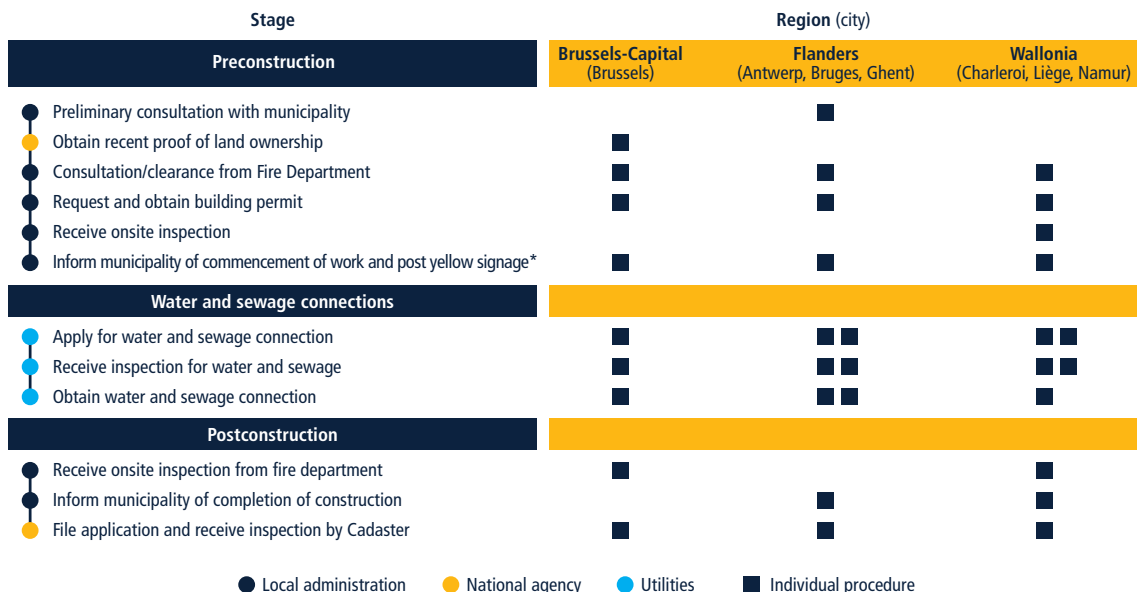 Stage Region (city)
Preconstruction Brussels-Capital Flanders Wallonia
(Brussels) (Antwerp, Bruges, Ghent) (Charleroi, Liège, Namur)
Preliminary consultation with municipality
Obtain recent proof of land ownership
Consultation/clearance from Fire Department
Request and obtain building permit
Receive onsite inspection
Inform municipality of commencement of work and post yellow signage*
Water and sewage connections
Apply for water and sewage connection
Receive inspection for water and sewage
Obtain water and sewage connection
Postconstruction
Receive onsite inspection from fire department
Inform municipality of completion of construction
File application and receive inspection by Cadaster
Local administration National agency Utilities Individual procedure